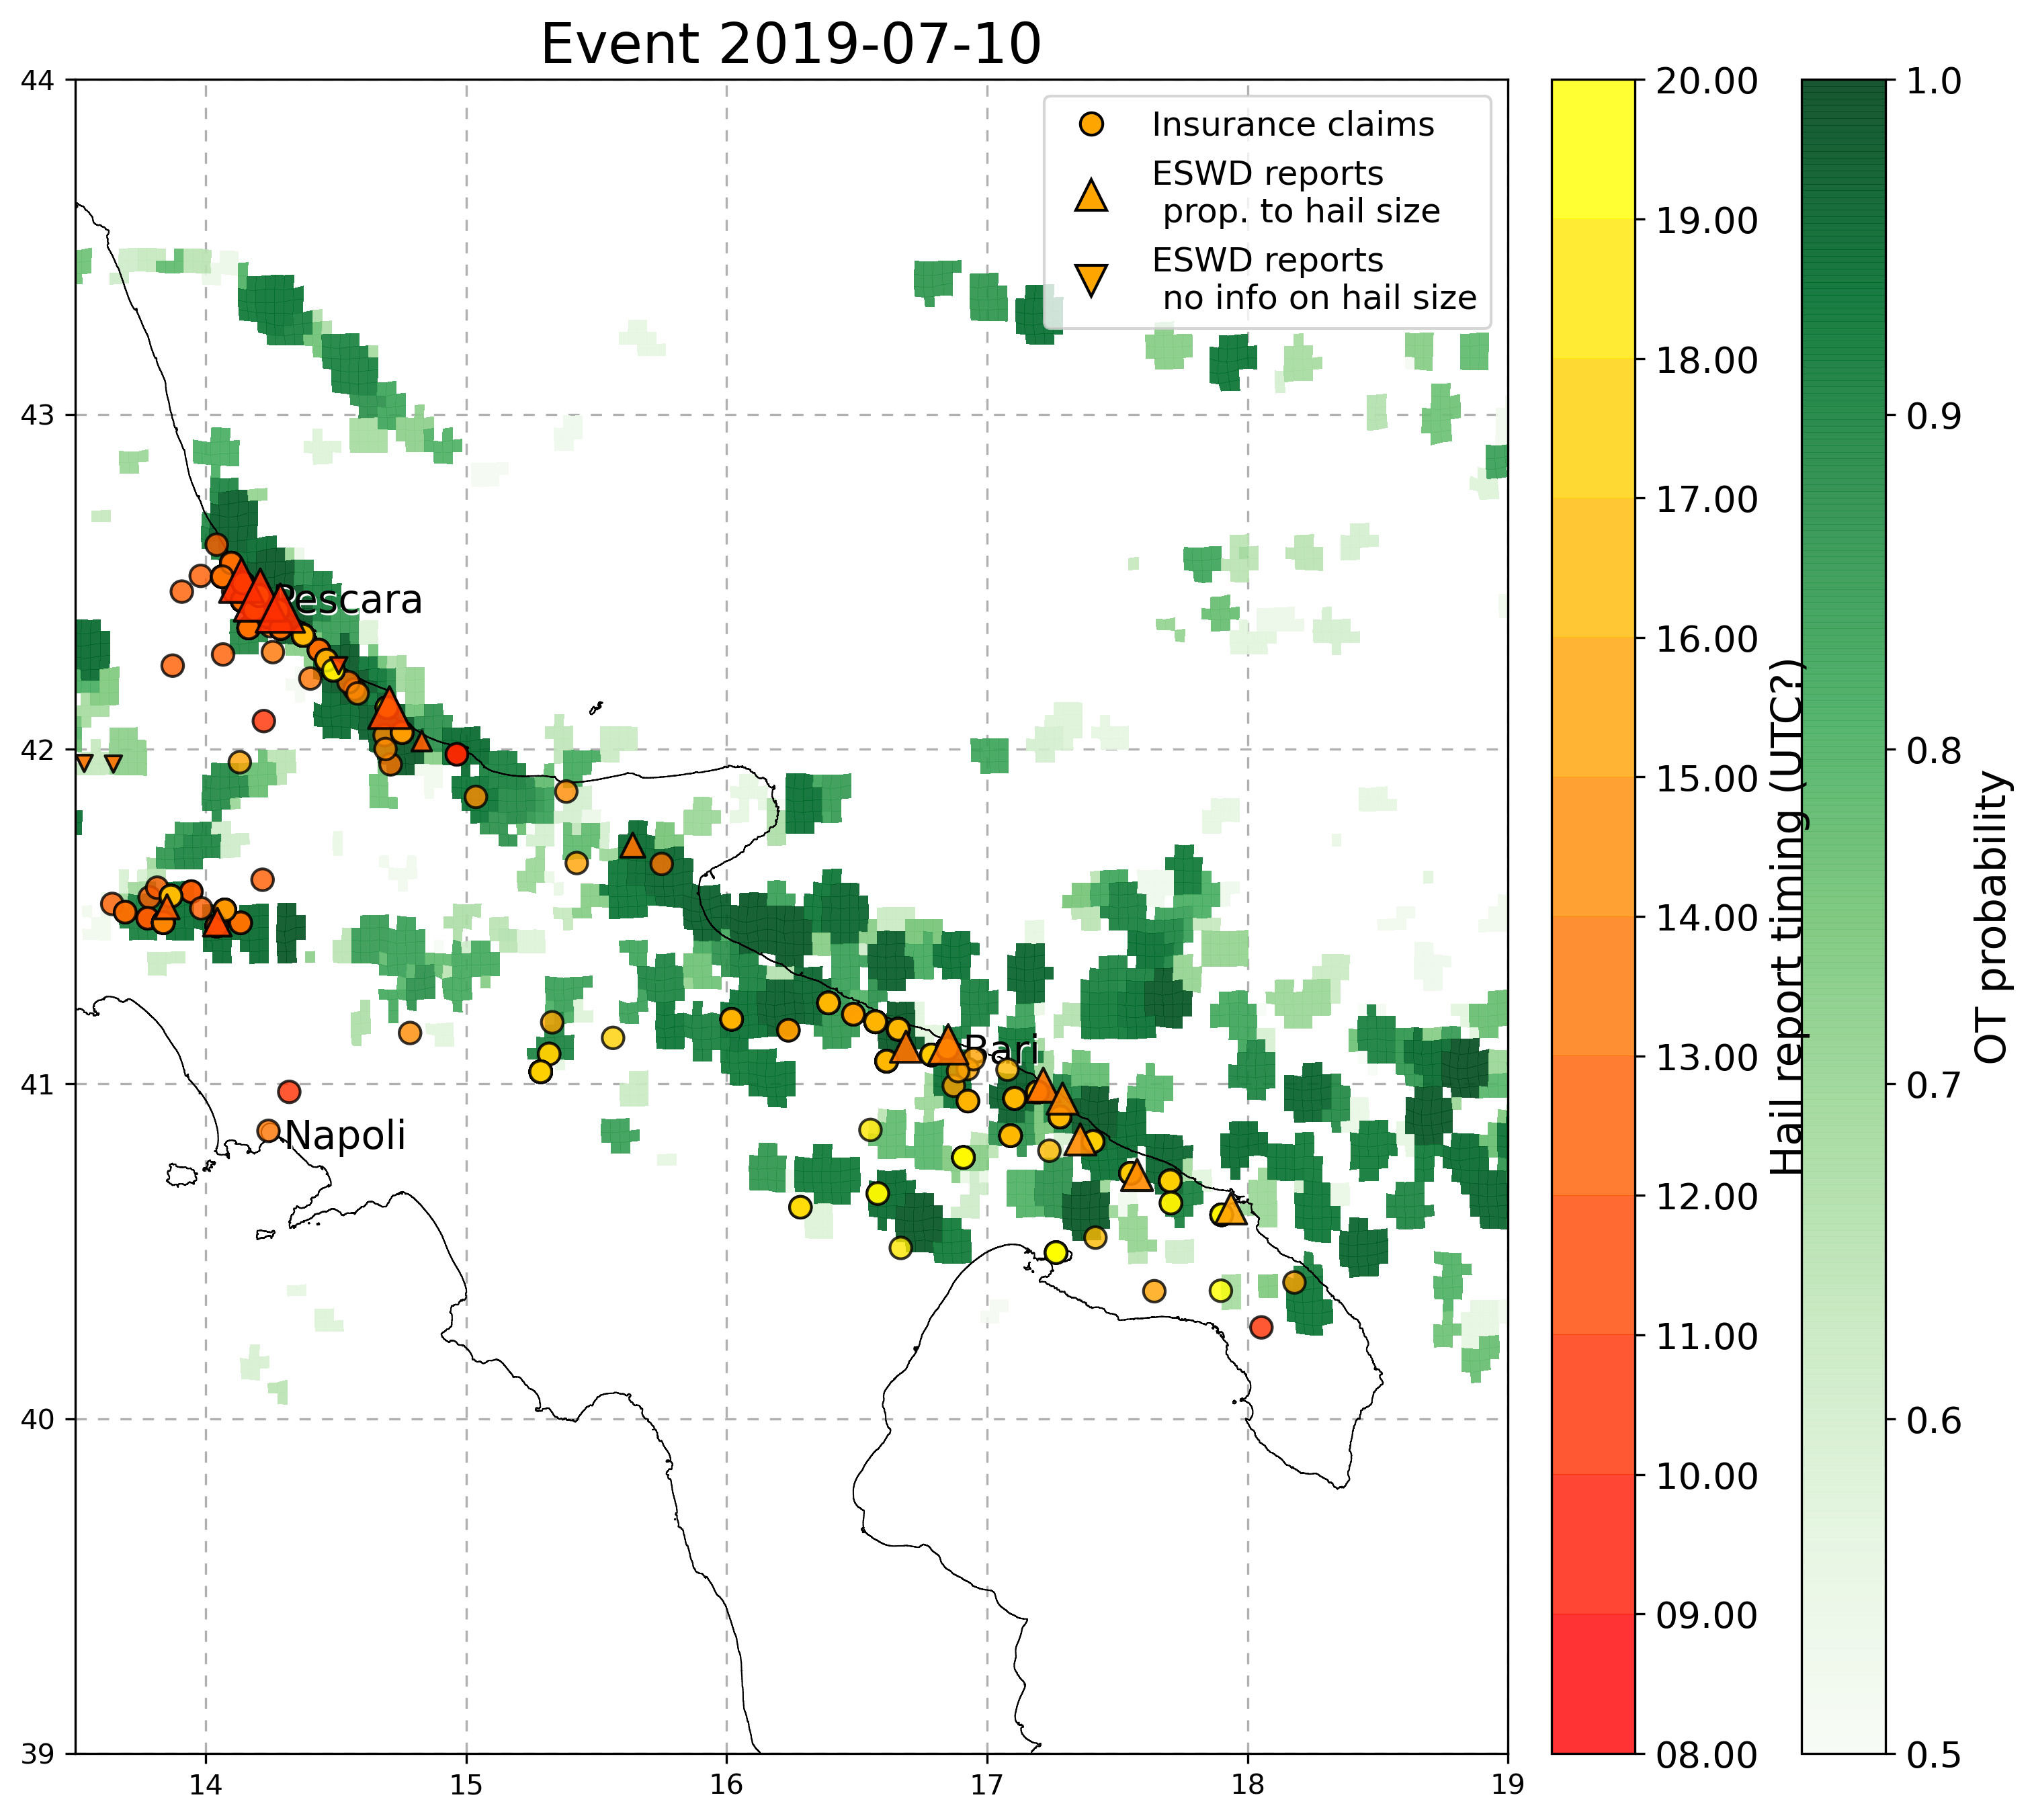 Event 2019-07-10
Insurance claims
ESWD reports
prop. to hail size
ESWD reports
no info on hail size
44
43
42
41
40
39
14
15
16
17
18
19
Pescara
Bari
Napoli
20.00
19.00
18.00
17.00
16.00
15.00
14.00
13.00
12.00
11.00
10.00
09.00
08.00
Hail report timing (UTC?)
1.0
0.9
0.8
0.7
0.6
0.5
OT probability